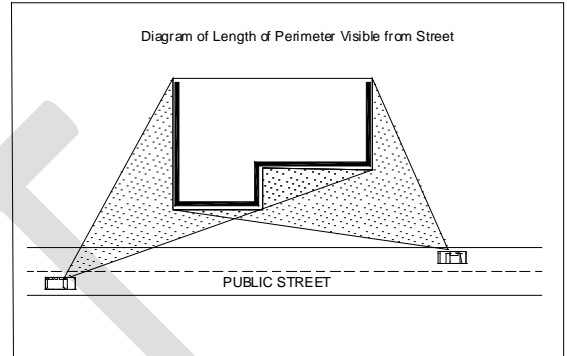 Diagram of Length of Perimeter Visible from Street
PUBLIC STREET